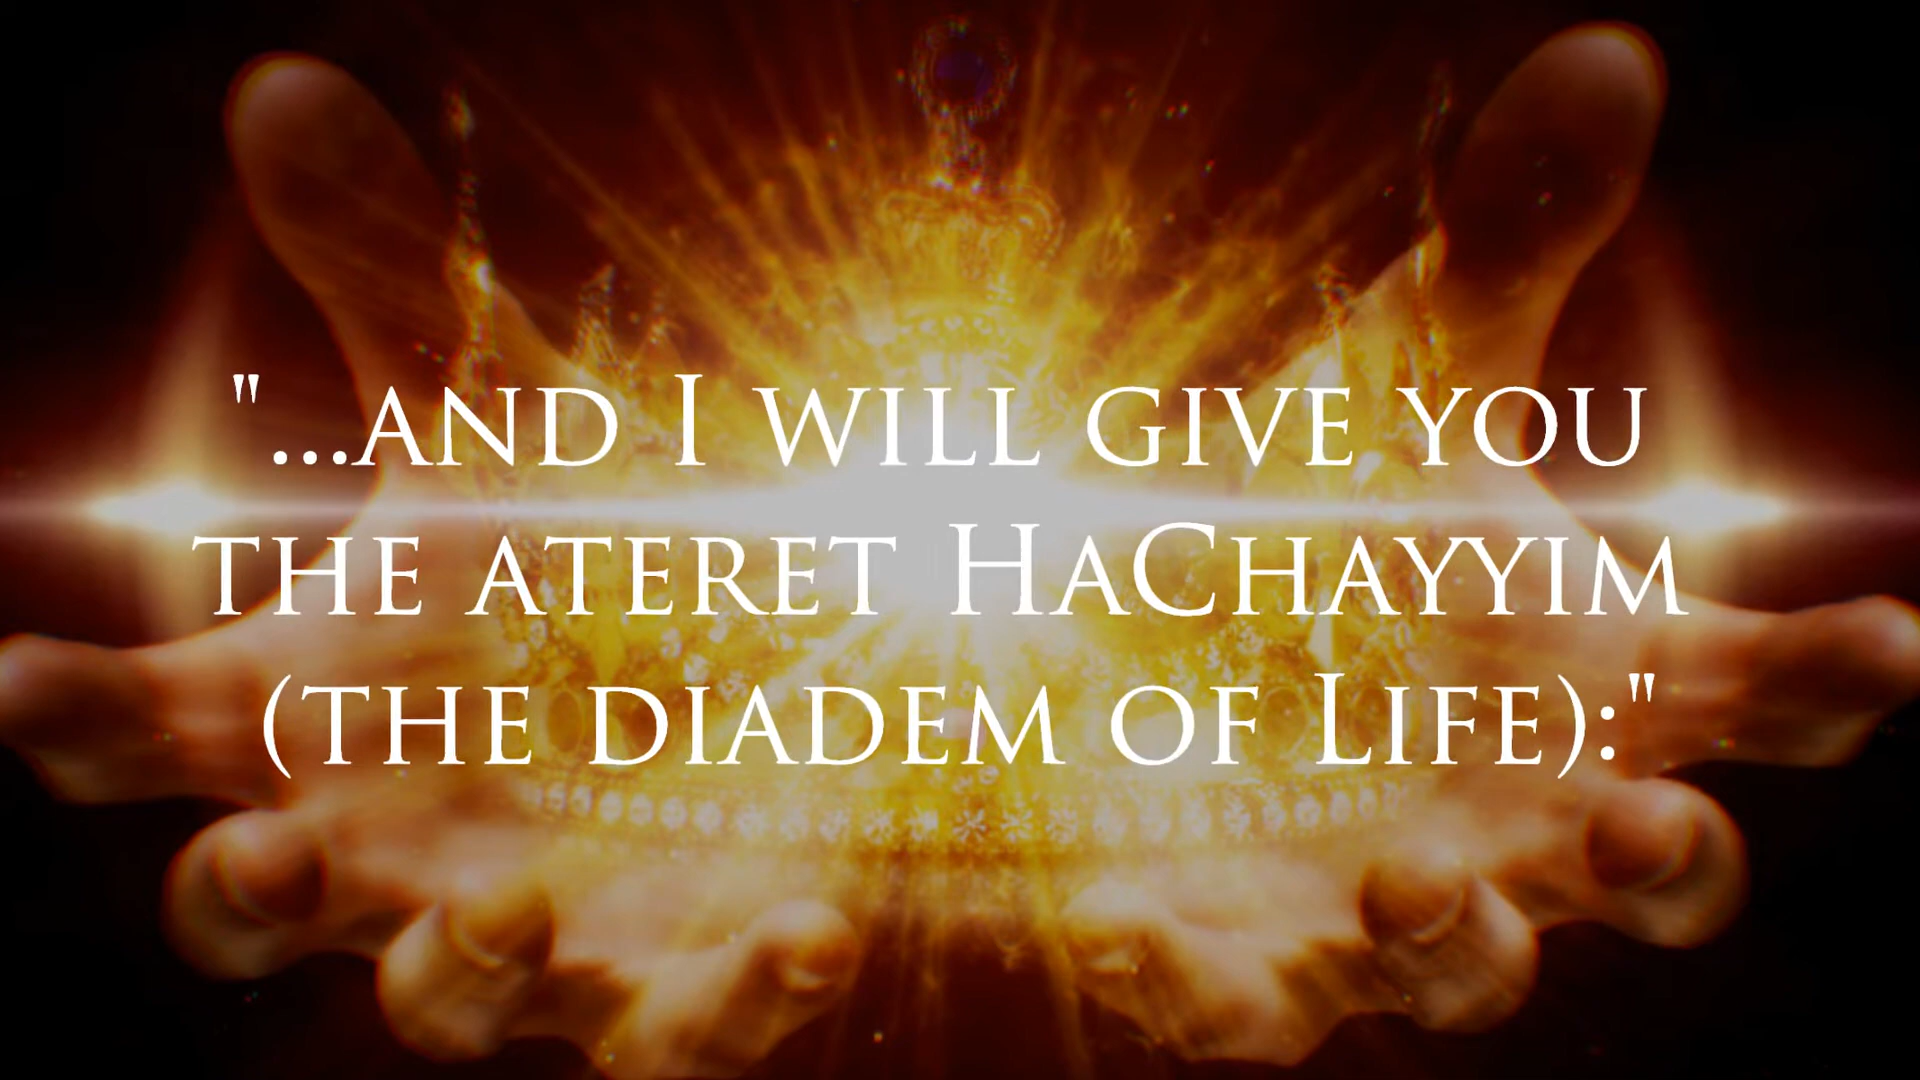 "...and I will give you
the ateret HaChayyim
(the diadem of Life):"